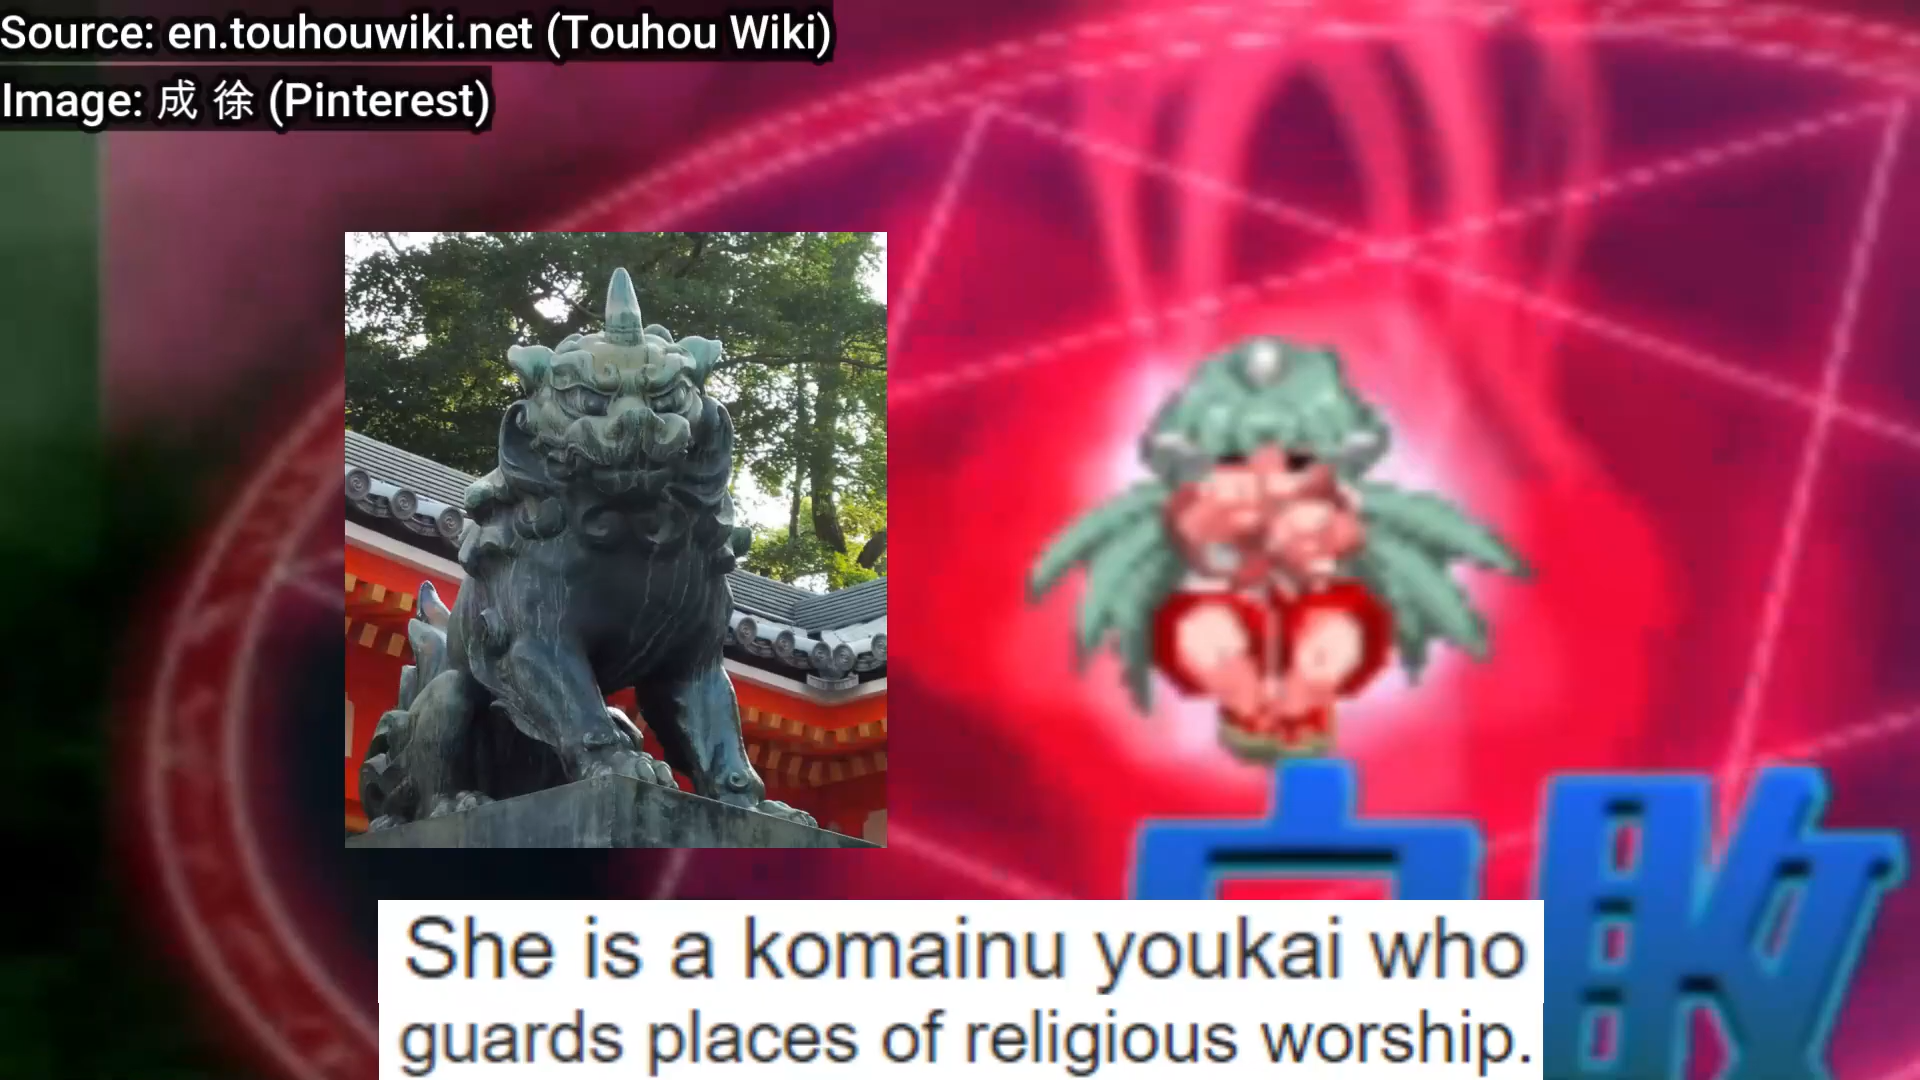 Source: en.touhouwiki.net (Touhou Wiki)
Image: 成 徐 (Pinterest)
She is a komainu youkai who
guards places of religious worship.